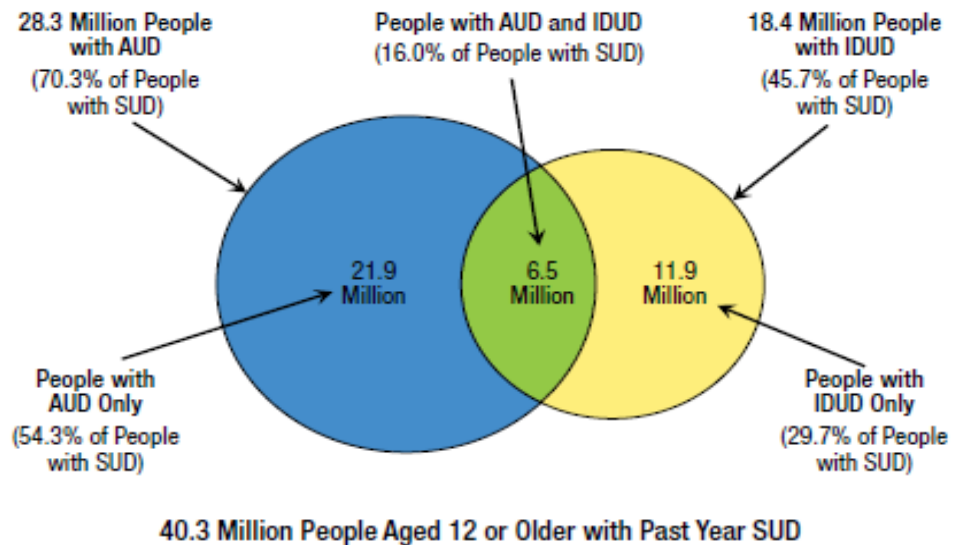 28.3 Million People
with AUD
(70.3% of People
with SUD)
People with AUD and IDUD
(16.0% of People with SUD)
18.4 Million People
with IDUD
(45.7% of People
with SUD)
21.9
Million
6.5
Million
11.9
Million
People with
AUD Only
(54.3% of People
with SUD)
People with
IDUD Only
(29.7% of People
with SUD)
40.3 Million People Aged 12 or Older with Past Year SUD